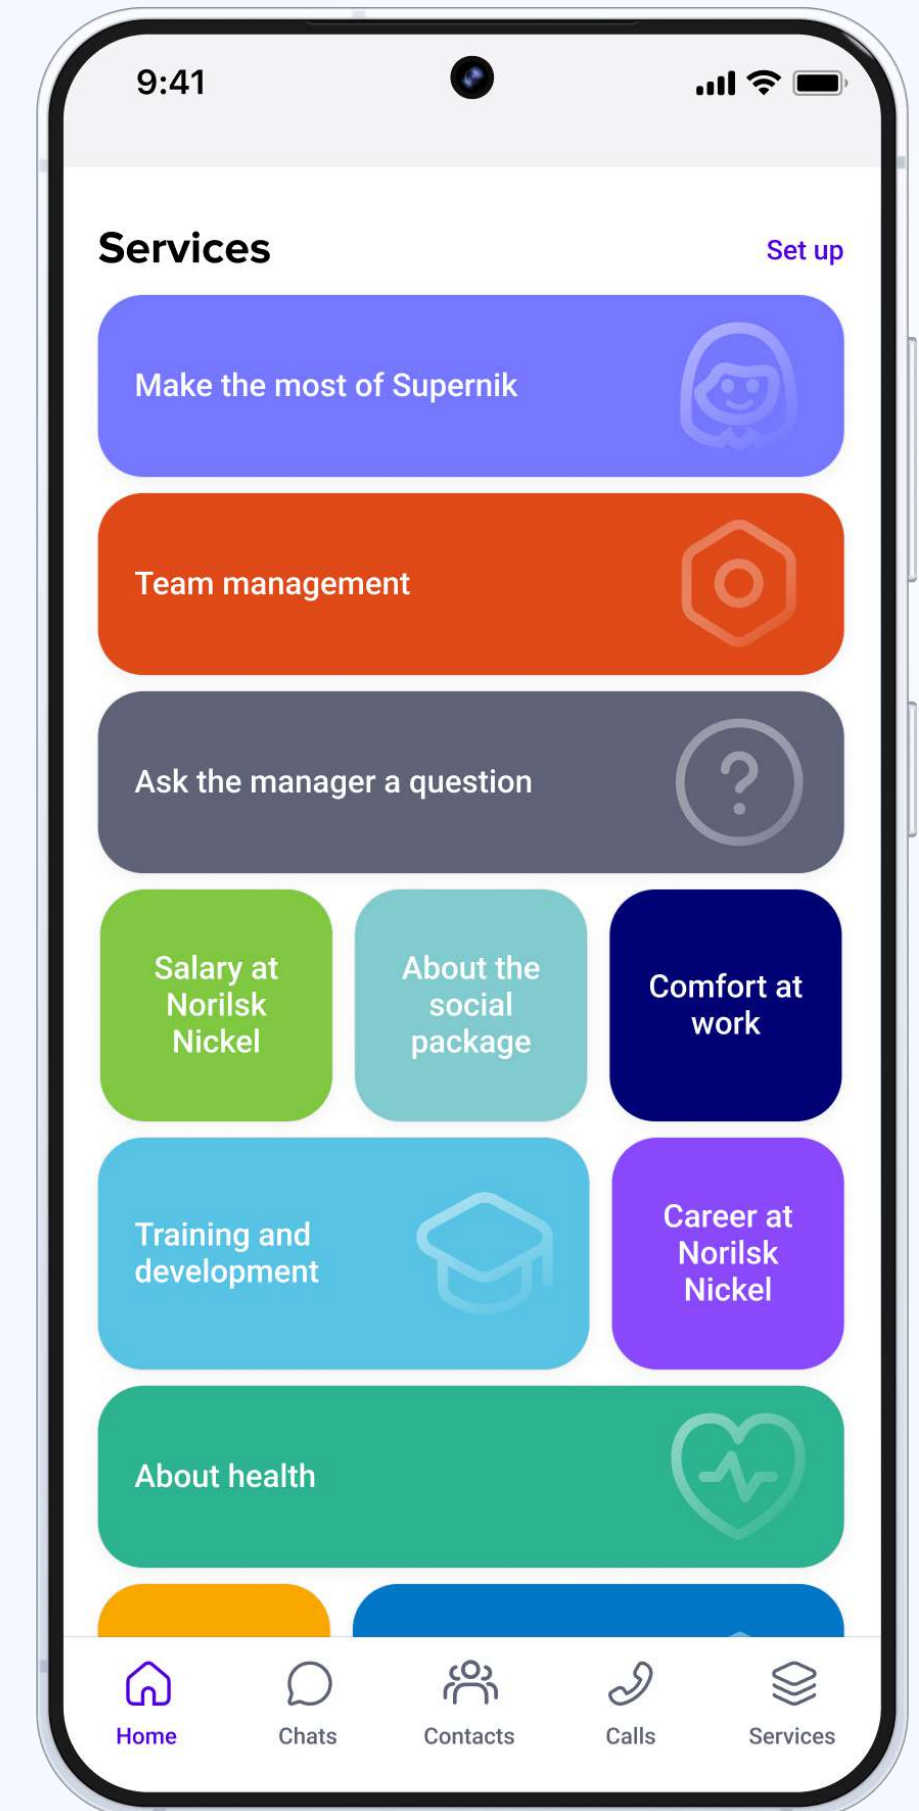 9:41
Services
Set up
Make the most of Supernik
Team management
Ask the manager a question
Salary at
Norilsk
Nickel
About the
social
package
Comfort at
work
Training and
development
Career at
Norilsk
Nickel
About health
Home
Chats
Contacts
Calls
Services